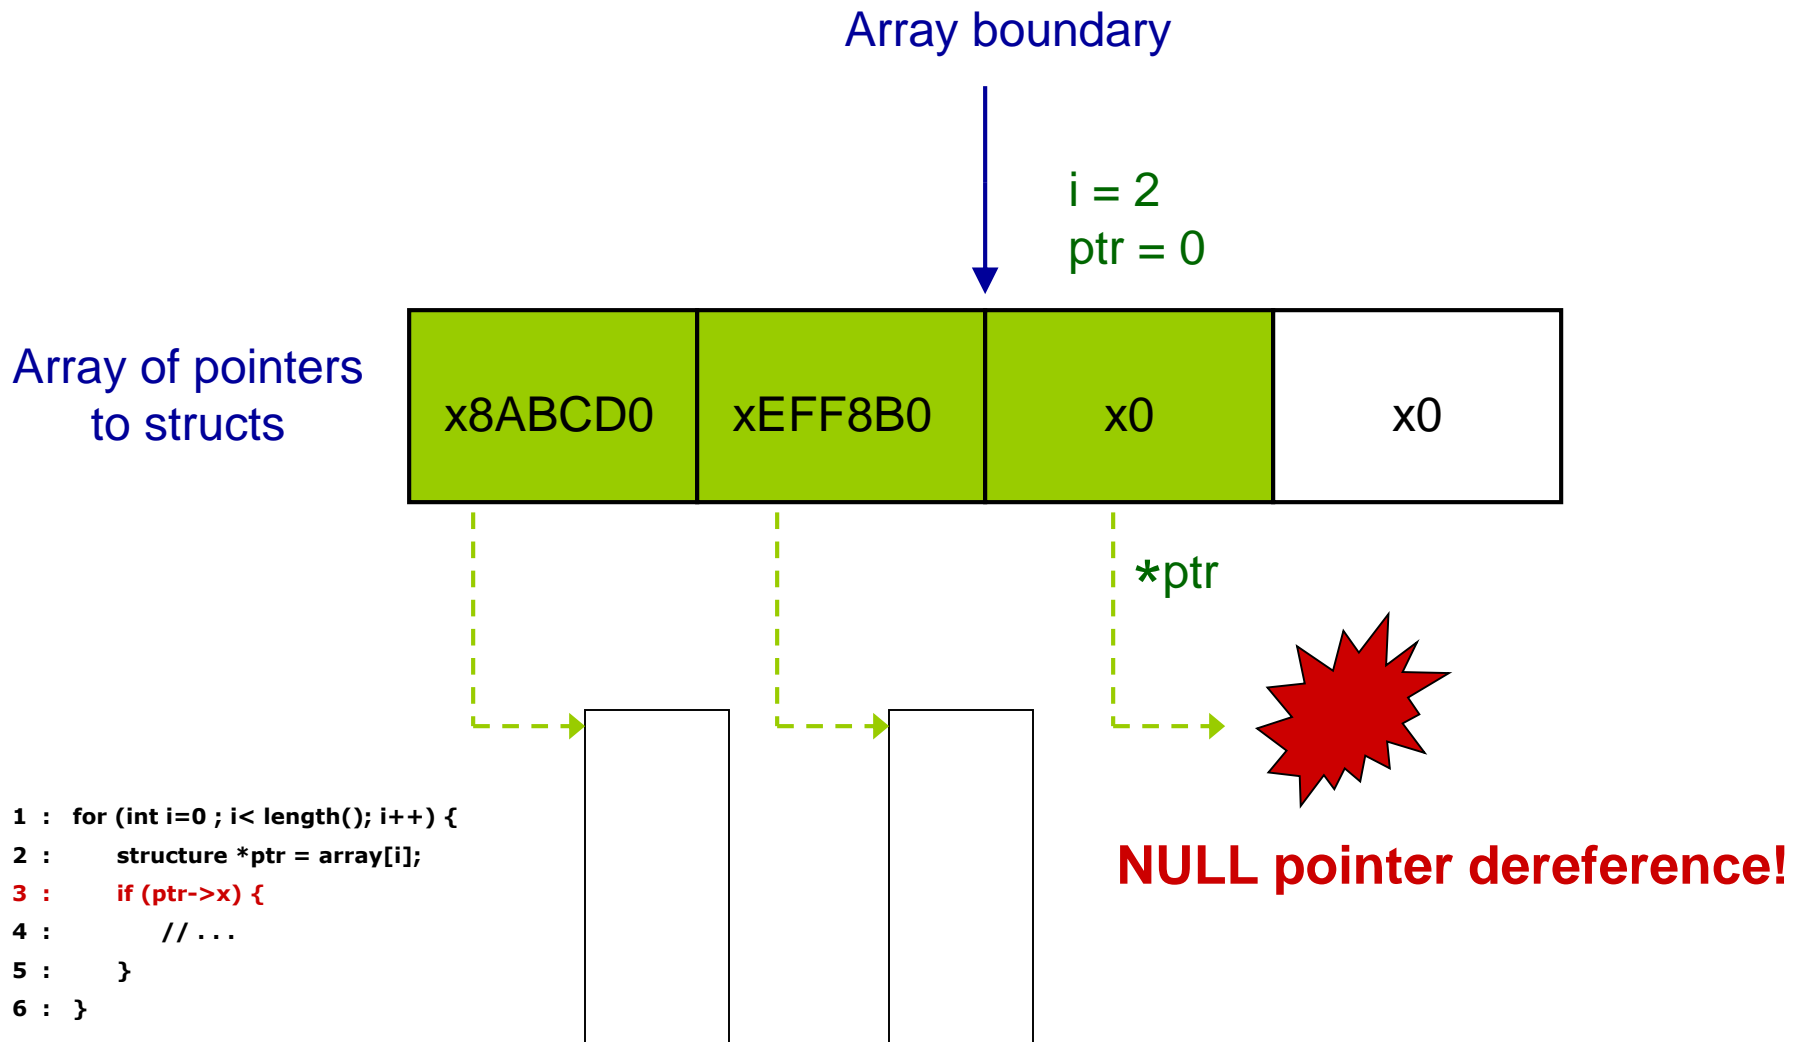 Array boundary
i = 2
ptr = 0
Array of pointers
to structs
x8ABCD0
xEFF8B0
x0
x0
*ptr
1 : for (int i=0 ; i< length(); i++) {
2 : structure *ptr = array[i];
3 : if (ptr->x) {
4 : // . . .
5 : }
6 : }
NULL pointer dereference!